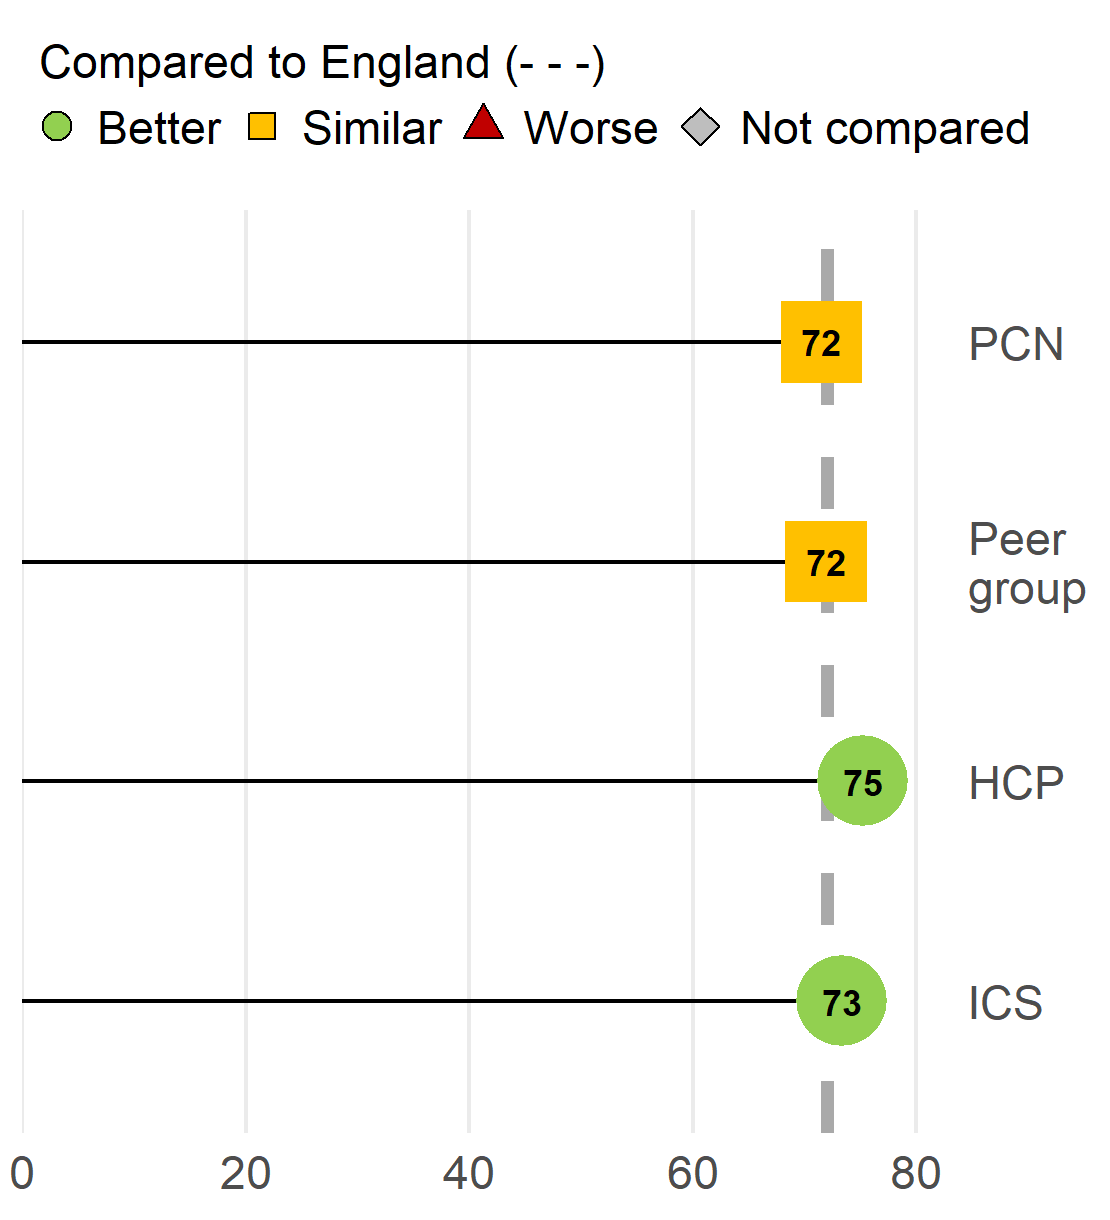 Compared to England (- - -)
Better Similar Worse Not compared
72 PCN
72 Peer
group
75 HCP
73 ICS
0 20 40 60 80